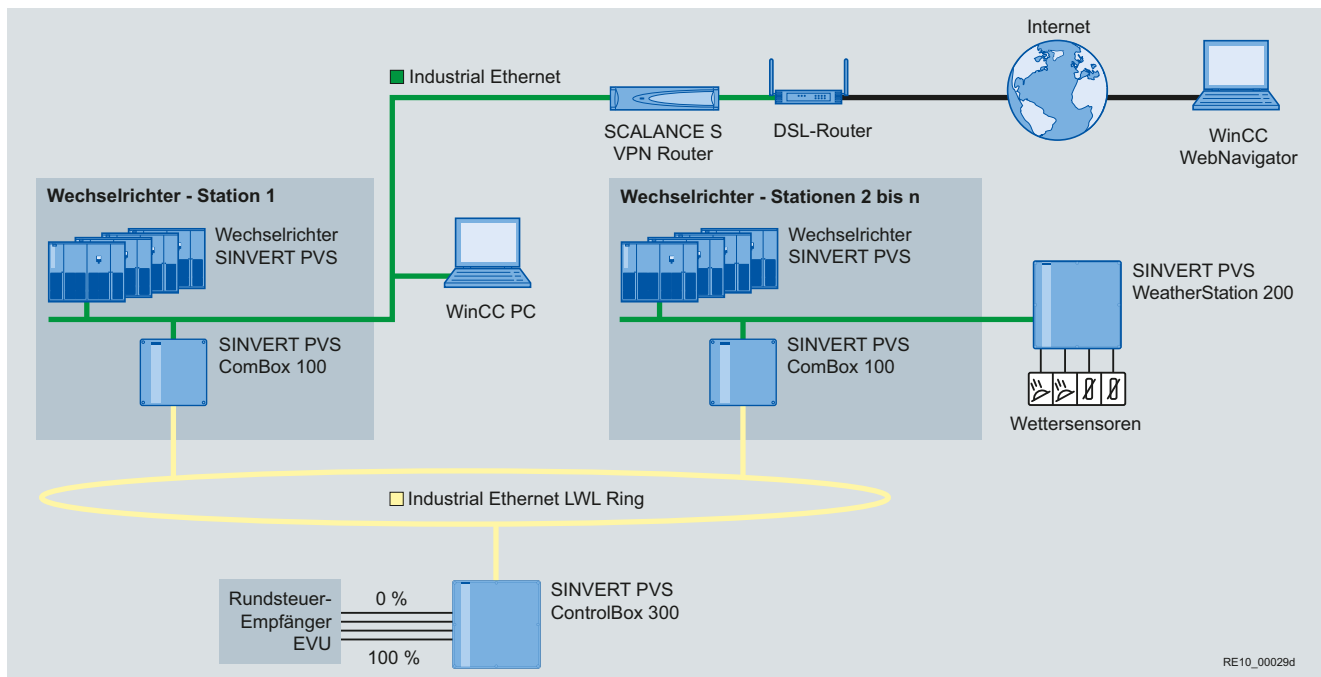 Internet
Industrial Ethernet
SCALANCE S
VPN Router
DSL-Router
WinCC
WebNavigator
Wechselrichter - Station 1
Wechselrichter
SINVERT PVS
WinCC PC
SINVERT PVS
ComBox 100
Wechselrichter - Stationen 2 bis n
Wechselrichter
SINVERT PVS
SINVERT PVS
ComBox 100
SINVERT PVS
WeatherStation 200
Wettersensoren
Industrial Ethernet LWL Ring
Rundsteuer-
Empfänger
EVU
0 %
100 %
SINVERT PVS
ControlBox 300
RE10_00029d